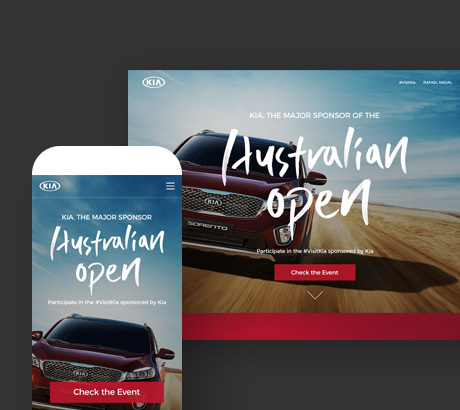 KIA
#VisitKia RAFAEL NADAL
KIA, THE MAJOR SPONSOR OF THE
Australian
open
KIA
SORENTO
Participate in the #VisitKia sponsored by Kia
Check the Event
KIA
KIA, THE MAJOR SPONSOR
Australian
open
Participate in the #VisitKia sponsored by Kia
KIA
Check the Event